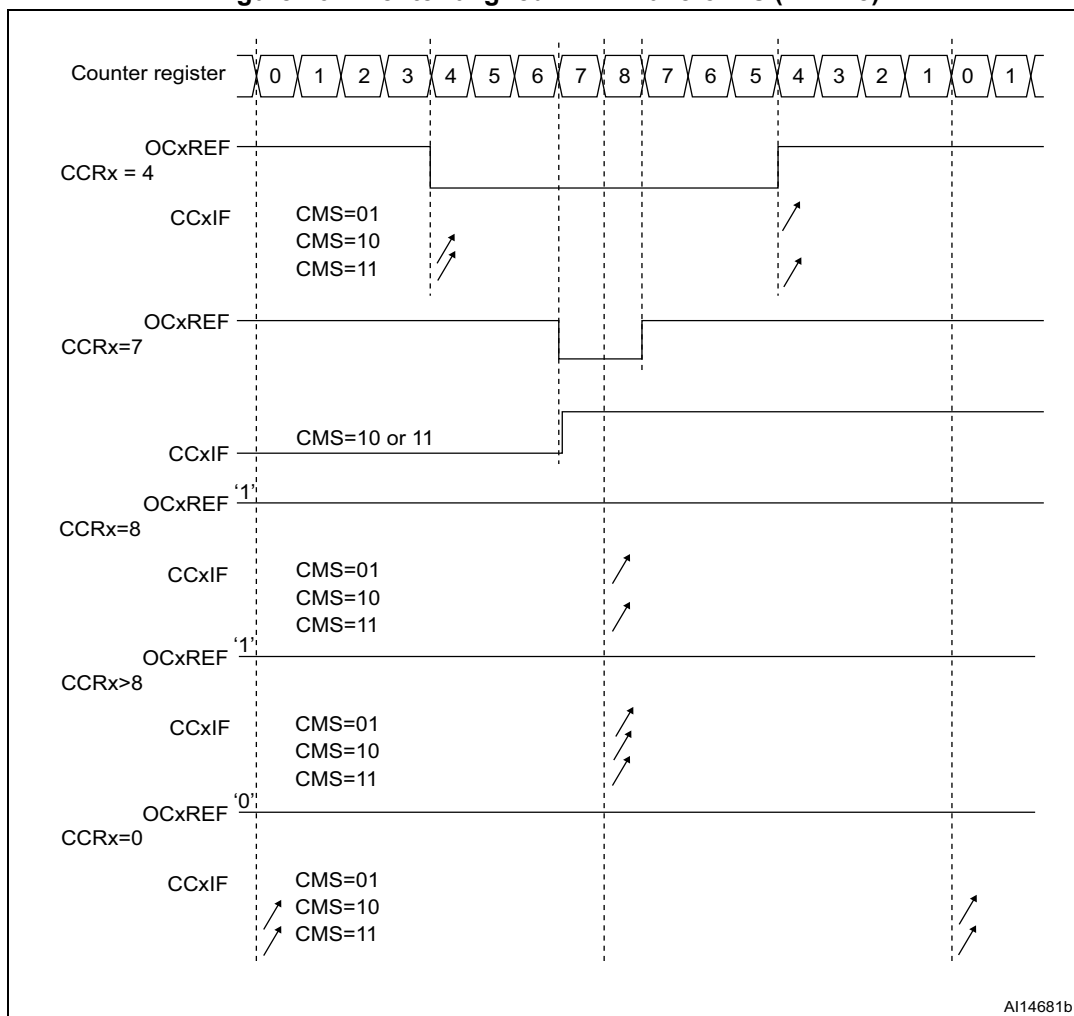 Counter register 0 1 2 3 4 5 6 7 8 7 6 5 4 3 2 1 0 1
OCxREF
CCRx = 4
CCxIF CMS=01
CMS=10
CMS=11
OCxREF
CCRx=7
CMS=10 or 11
CCxIF
OCxREF '1'
CCRx=8
CCxIF CMS=01
CMS=10
CMS=11
OCxREF '1'
CCRx>8
CCxIF CMS=01
CMS=10
CMS=11
OCxREF '0'
CCRx=0
CCxIF CMS=01
CMS=10
CMS=11
AI14681b